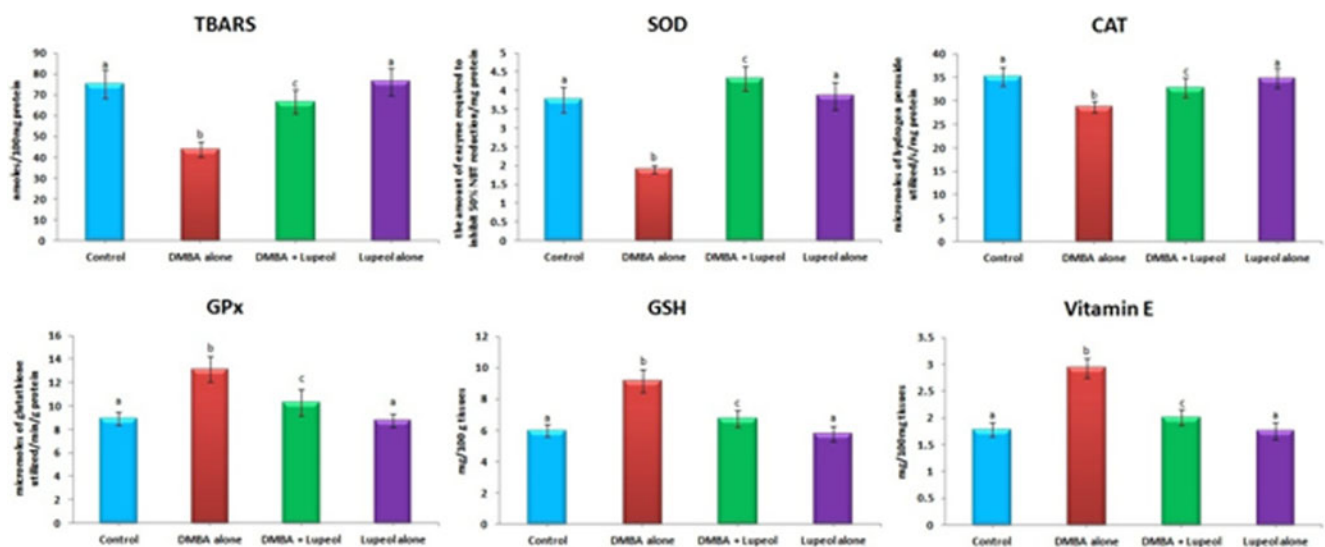 TBARS
nmoles/100mg protein
90
80
70
60
50
40
30
20
10
0
a
b
c
a
Control
DMBA alone
DMBA + Lupeol
Lupeol alone
SOD
the amount of enzyme required to
inhibit 50% NBT reduction/mg protein
5
4.5
4
3.5
3
2.5
2
1.5
1
0.5
0
a
b
c
a
Control
DMBA alone
DMBA + Lupeol
Lupeol alone
CAT
micromoles of hydrogen peroxide
utilized/s/mg protein
40
35
30
25
20
15
10
5
0
a
b
c
a
Control
DMBA alone
DMBA + Lupeol
Lupeol alone
GPx
micromoles of glutathione
utilized/min/g protein
16
14
12
10
8
6
4
2
0
a
b
c
a
Control
DMBA alone
DMBA + Lupeol
Lupeol alone
GSH
mg/100 g tissues
12
10
8
6
4
2
0
a
b
c
a
Control
DMBA alone
DMBA + Lupeol
Lupeol alone
Vitamin E
mg/100mg tissues
3.5
3
2.5
2
1.5
1
0.5
0
a
b
c
a
Control
DMBA alone
DMBA + Lupeol
Lupeol alone